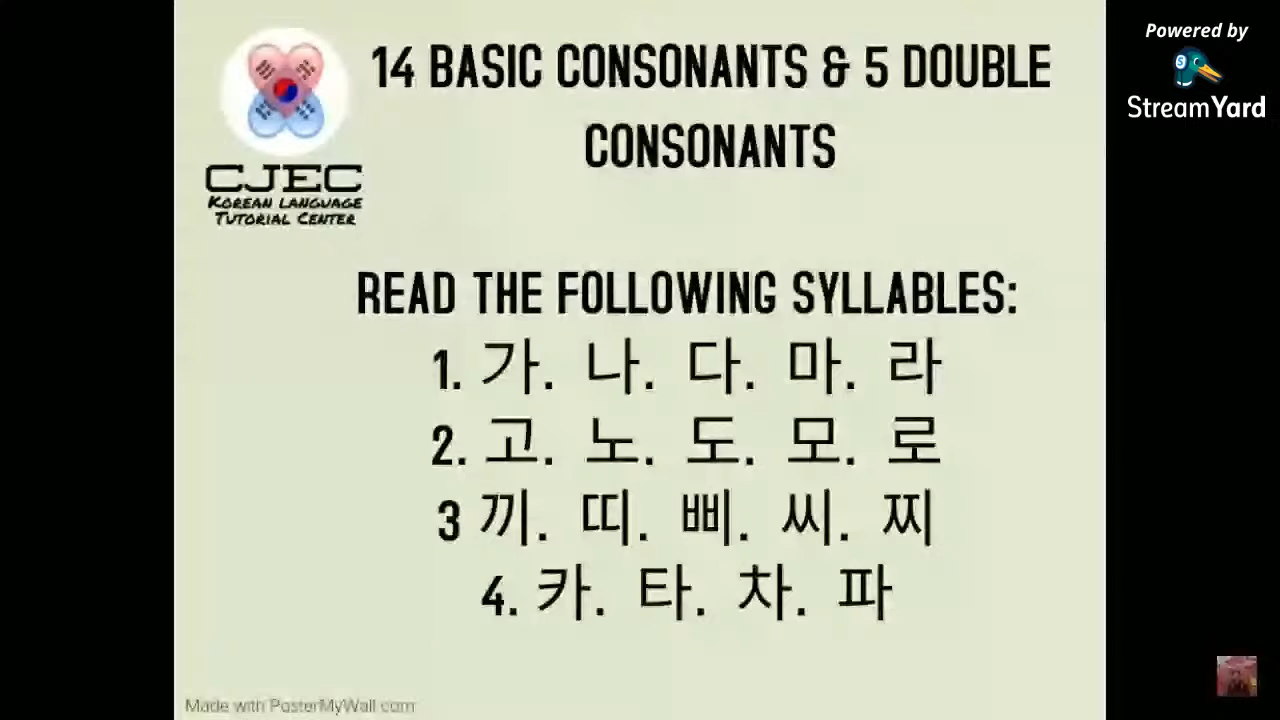 Powered by
StreamYard
14 BASIC CONSONANTS & 5 DOUBLE
CONSONANTS
CJEC
KOREAN LANGUAGE
TUTORIAL CENTER
READ THE FOLLOWING SYLLABLES:
1. 가. 나. 다. 마. 라
2. 고. 노. 도. 모. 로
3 끼. 띠. 삐. 씨. 찌
4. 카. 타. 차. 파
Made with PosterMyWall.com